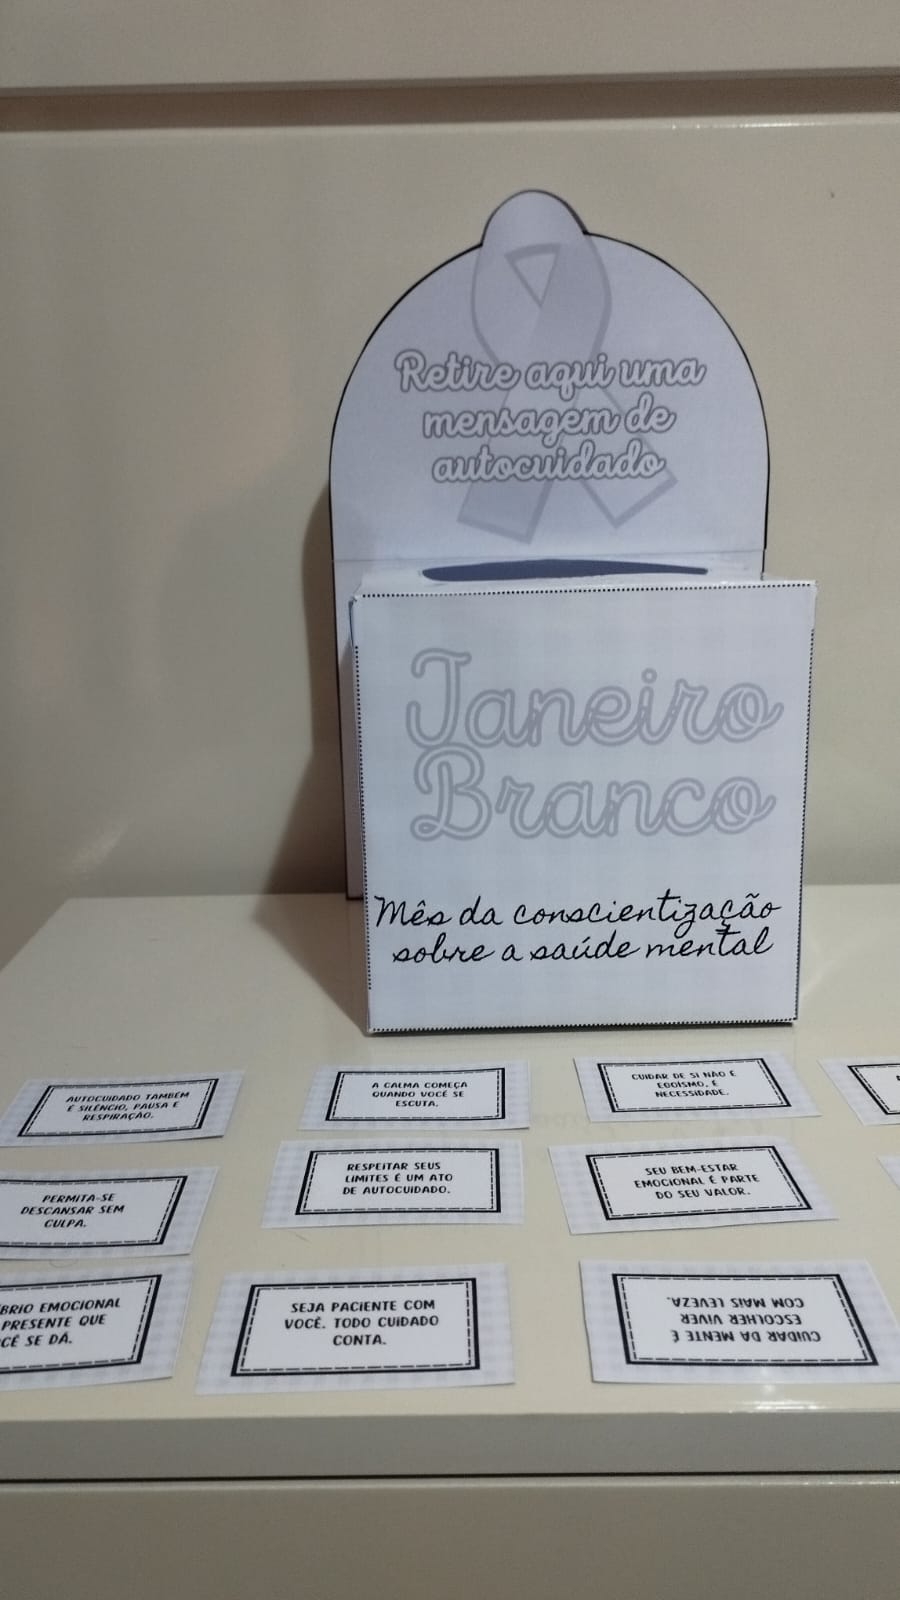 Retire aqui uma
mensagem de
autocuidado
Janeiro
Branco
Mês da conscientização
sobre a saúde mental
AUTOCUIDADO TAMBÉM
É SILÊNCIO, PAUSA E
RESPIRAÇÃO.
A CALMA COMEÇA
QUANDO VOCÊ SE
ESCUTA.
CUIDAR DE SI NÃO É
EGOÍSMO, É
NECESSIDADE.
PERMITA-SE
DESCANSAR SEM
CULPA.
RESPEITAR SEUS
LIMITES É UM ATO
DE AUTOCUIDADO.
SEU BEM-ESTAR
EMOCIONAL É PARTE
DO SEU VALOR.
EMOCIONAL
PRESENTE QUE
SE DÁ.
SEJA PACIENTE COM
VOCÊ. TODO CUIDADO
CONTA.
CUIDAR DA MENTE É
ESCOLHER VIVER
COM MAIS LEVEZA.